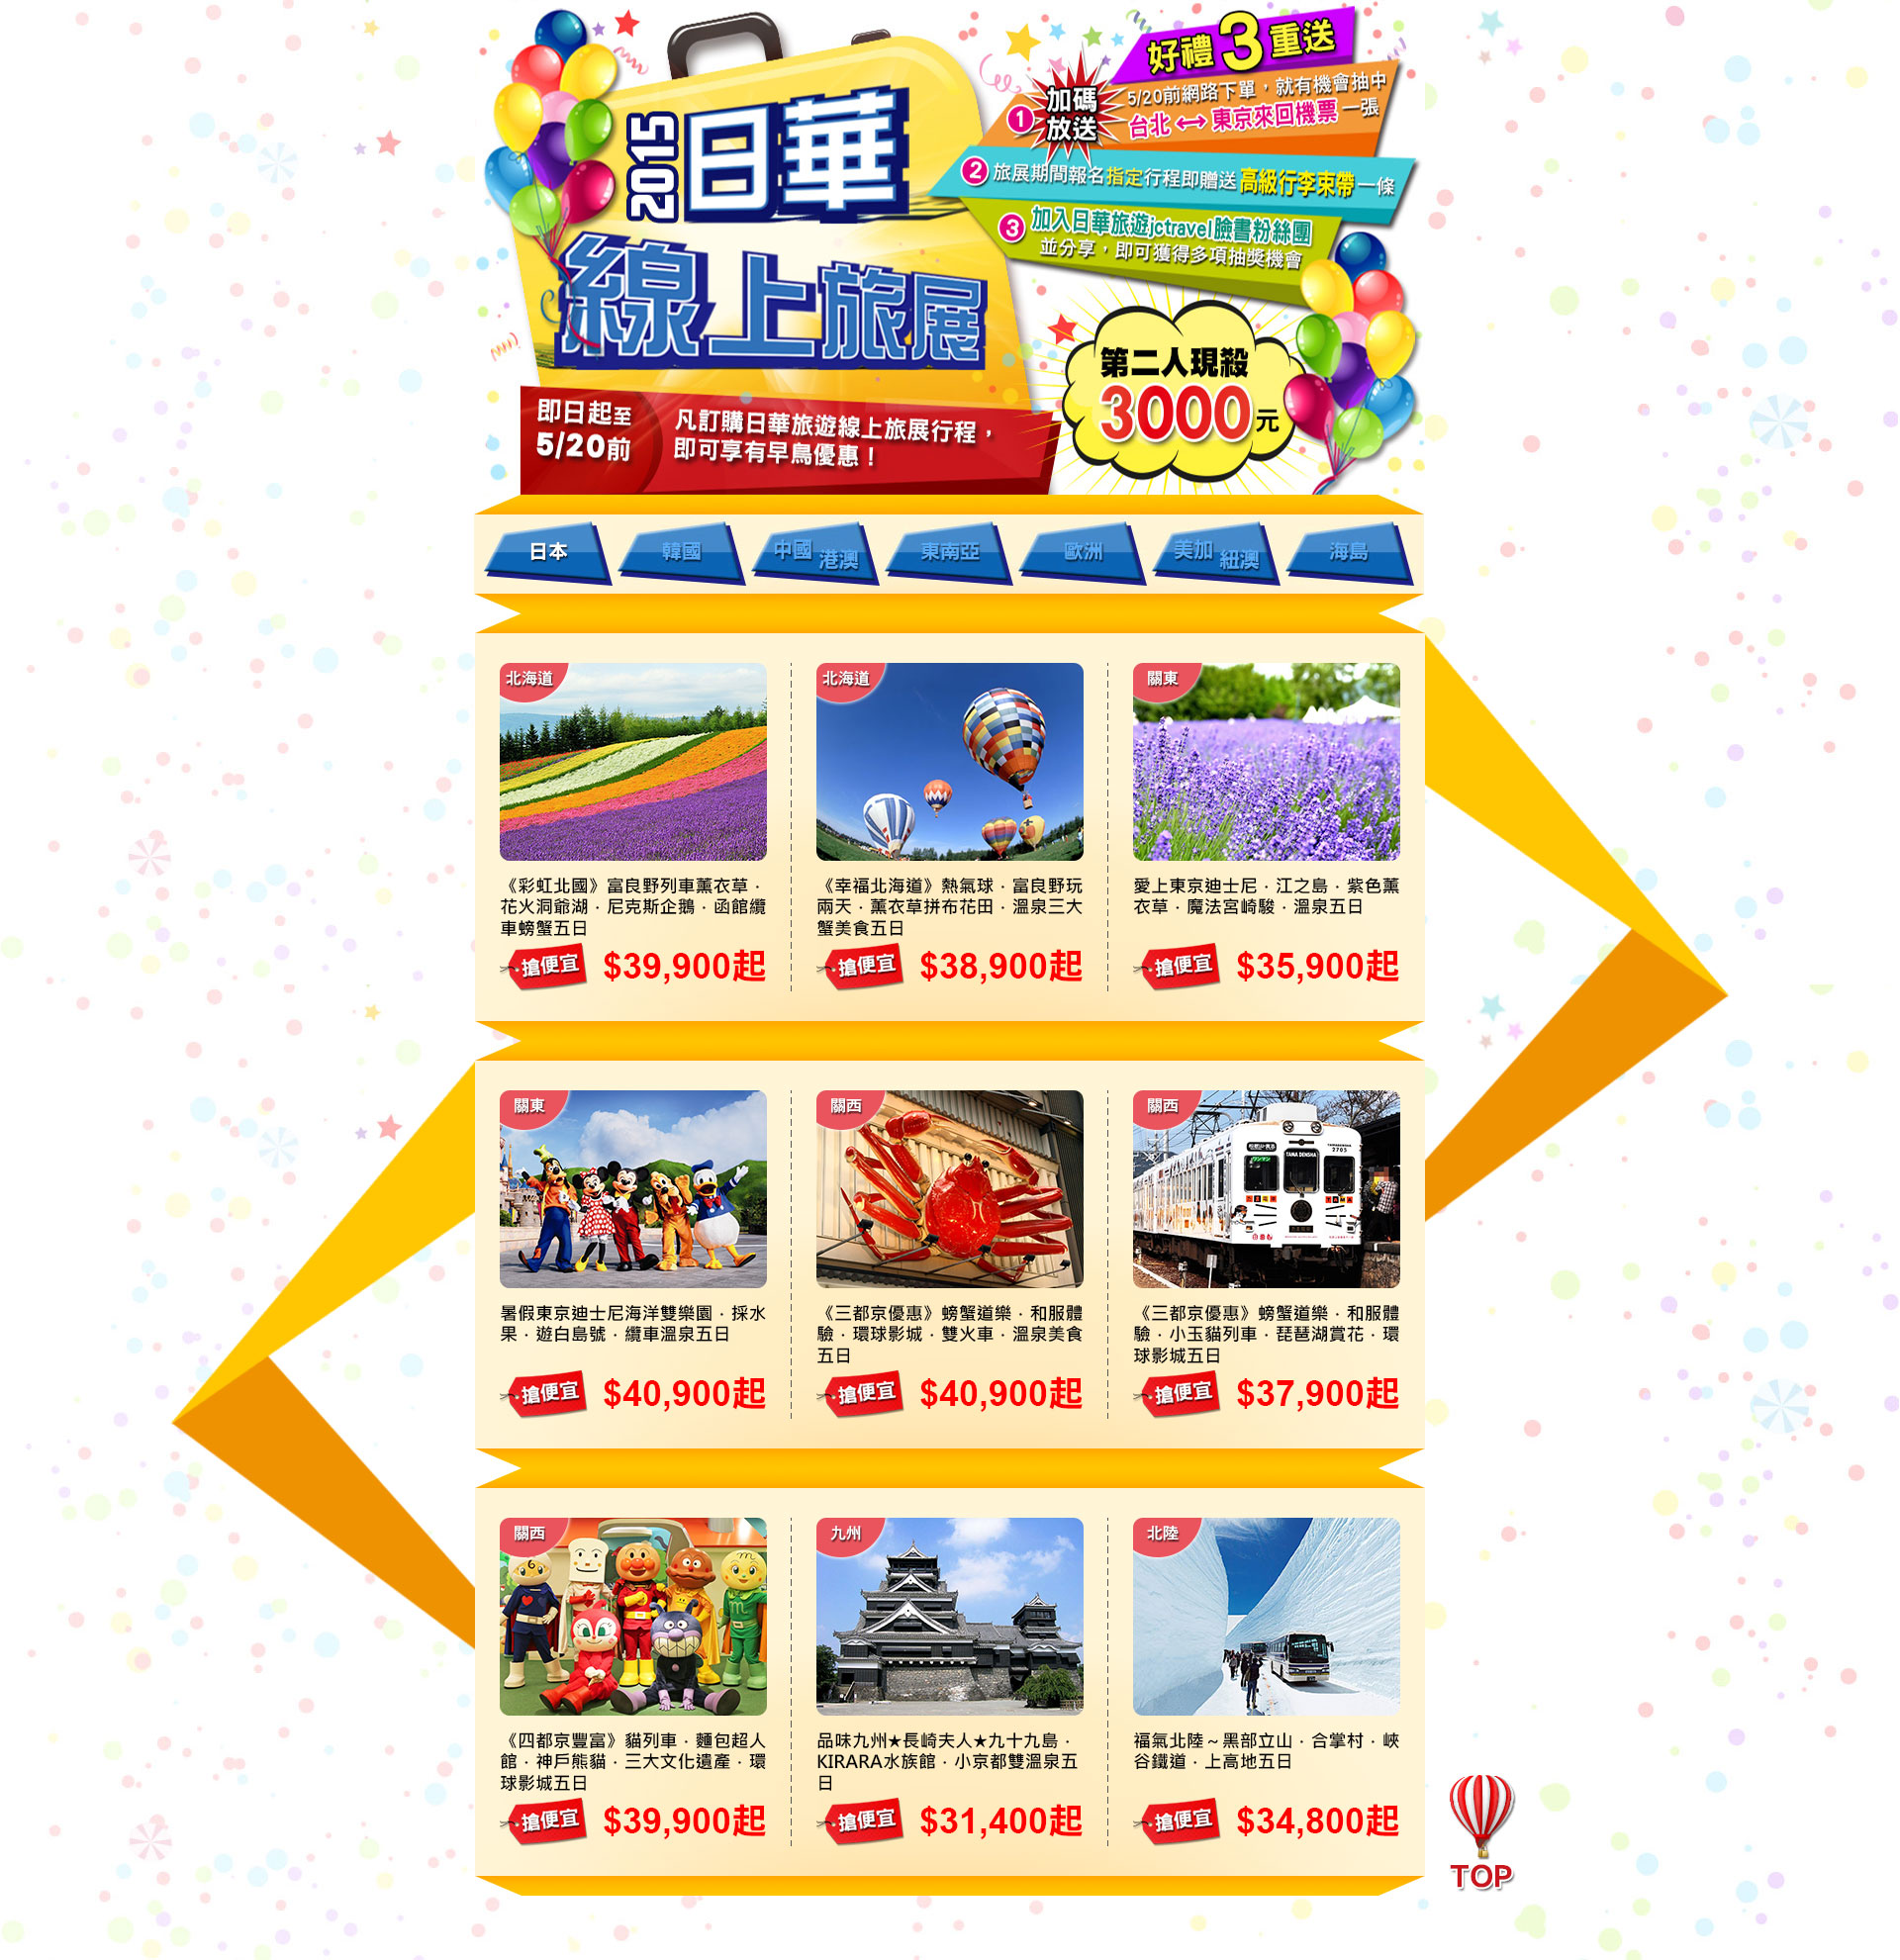 2015
日華
線上旅展
好禮3重送
1
加碼
放送
5/20前網路下單，就有機會抽中
台北↔東京來回機票一張
2 旅展期間報名指定行程即贈送高級行李束帶一條
3 加入日華旅遊jctravel臉書粉絲團
並分享，即可獲得多項抽獎機會
第二人現殺
3000元
即日起至
5/20前
凡訂購日華旅遊線上旅展行程，
即可享有早鳥優惠！
日本
韓國
中國 港澳
東南亞
歐洲
美加 紐澳
海島
北海道
《彩虹北國》富良野列車薰衣草．
花火洞爺湖．尼克斯企鵝．函館纜
車螃蟹五日
搶便宜 $39,900起
北海道
《幸福北海道》熱氣球．富良野玩
兩天．薰衣草拼布花田．溫泉三大
蟹美食五日
搶便宜 $38,900起
關東
愛上東京迪士尼．江之島．紫色薰
衣草．魔法宮崎駿．溫泉五日
搶便宜 $35,900起
關東
暑假東京迪士尼海洋雙樂園．採水
果．遊白島號．纜車溫泉五日
搶便宜 $40,900起
關西
《三都京優惠》螃蟹道樂．和服體
驗．環球影城．雙火車．溫泉美食
五日
搶便宜 $40,900起
關西
TAMA DENSHA
2705
《三都京優惠》螃蟹道樂．和服體
驗．小玉貓列車．琵琶湖賞花．環
球影城五日
搶便宜 $37,900起
關西
《四都京豐富》貓列車．麵包超人
館．神戶熊貓．三大文化遺產．環
球影城五日
搶便宜 $39,900起
九州
品味九州★長崎夫人★九十九島．
KIRARA水族館．小京都雙溫泉五
日
搶便宜 $31,400起
北陸
福氣北陸～黑部立山．合掌村．峽
谷鐵道．上高地五日
搶便宜 $34,800起
TOP